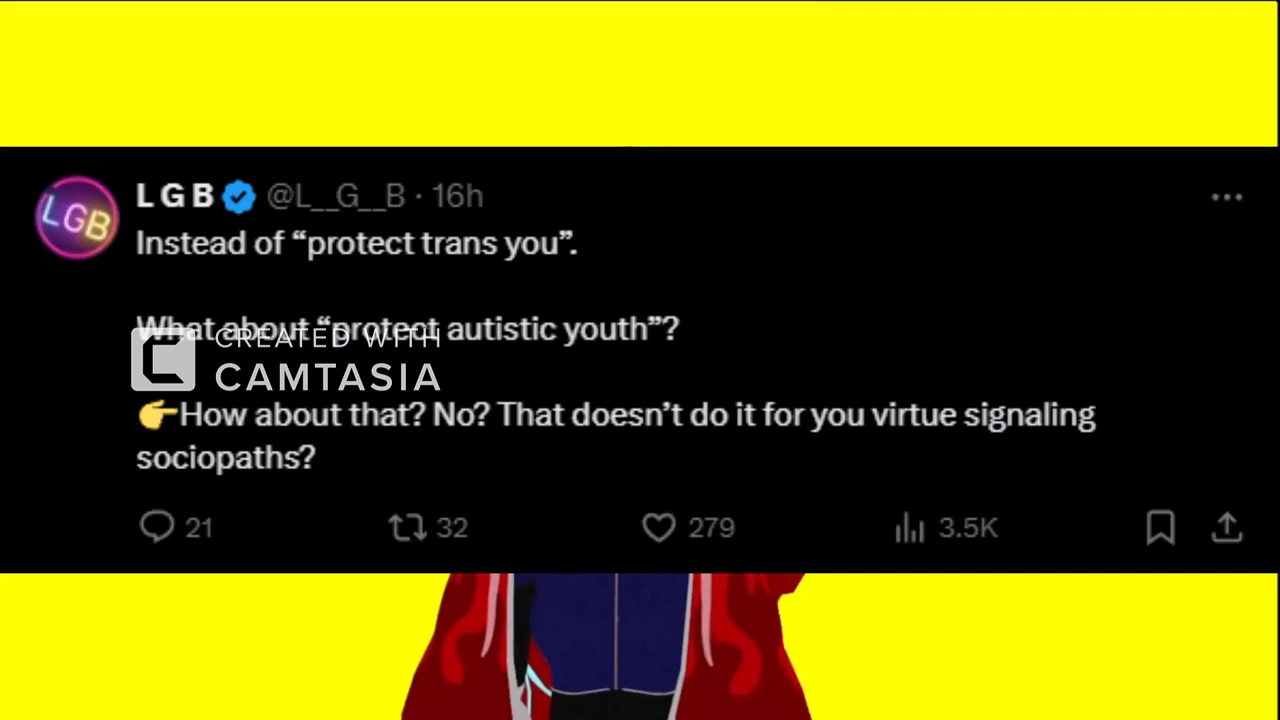 LGB
L G B @L__G__B · 16h
Instead of “protect trans you”.
What about “protect autistic youth”?
CREATED WITH
CAMTASIA
👉How about that? No? That doesn’t do it for you virtue signaling
sociopaths?
21 32 279 3.5K